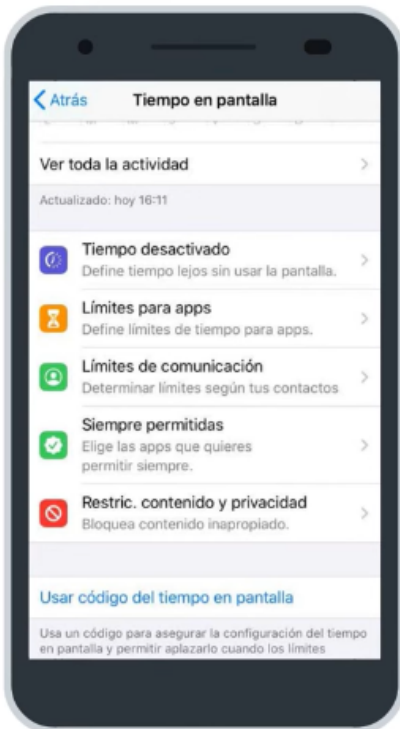 Atrás
Tiempo en pantalla
Ver toda la actividad
Actualizado: hoy 16:11
Tiempo desactivado
Define tiempo lejos sin usar la pantalla.
Límites para apps
Define límites de tiempo para apps.
Límites de comunicación
Determinar límites según tus contactos
Siempre permitidas
Elige las apps que quieres
permitir siempre.
Restric. contenido y privacidad
Bloquea contenido inapropiado.
Usar código del tiempo en pantalla
Usa un código para asegurar la configuración del tiempo
en pantalla y permitir aplazarlo cuando los límites